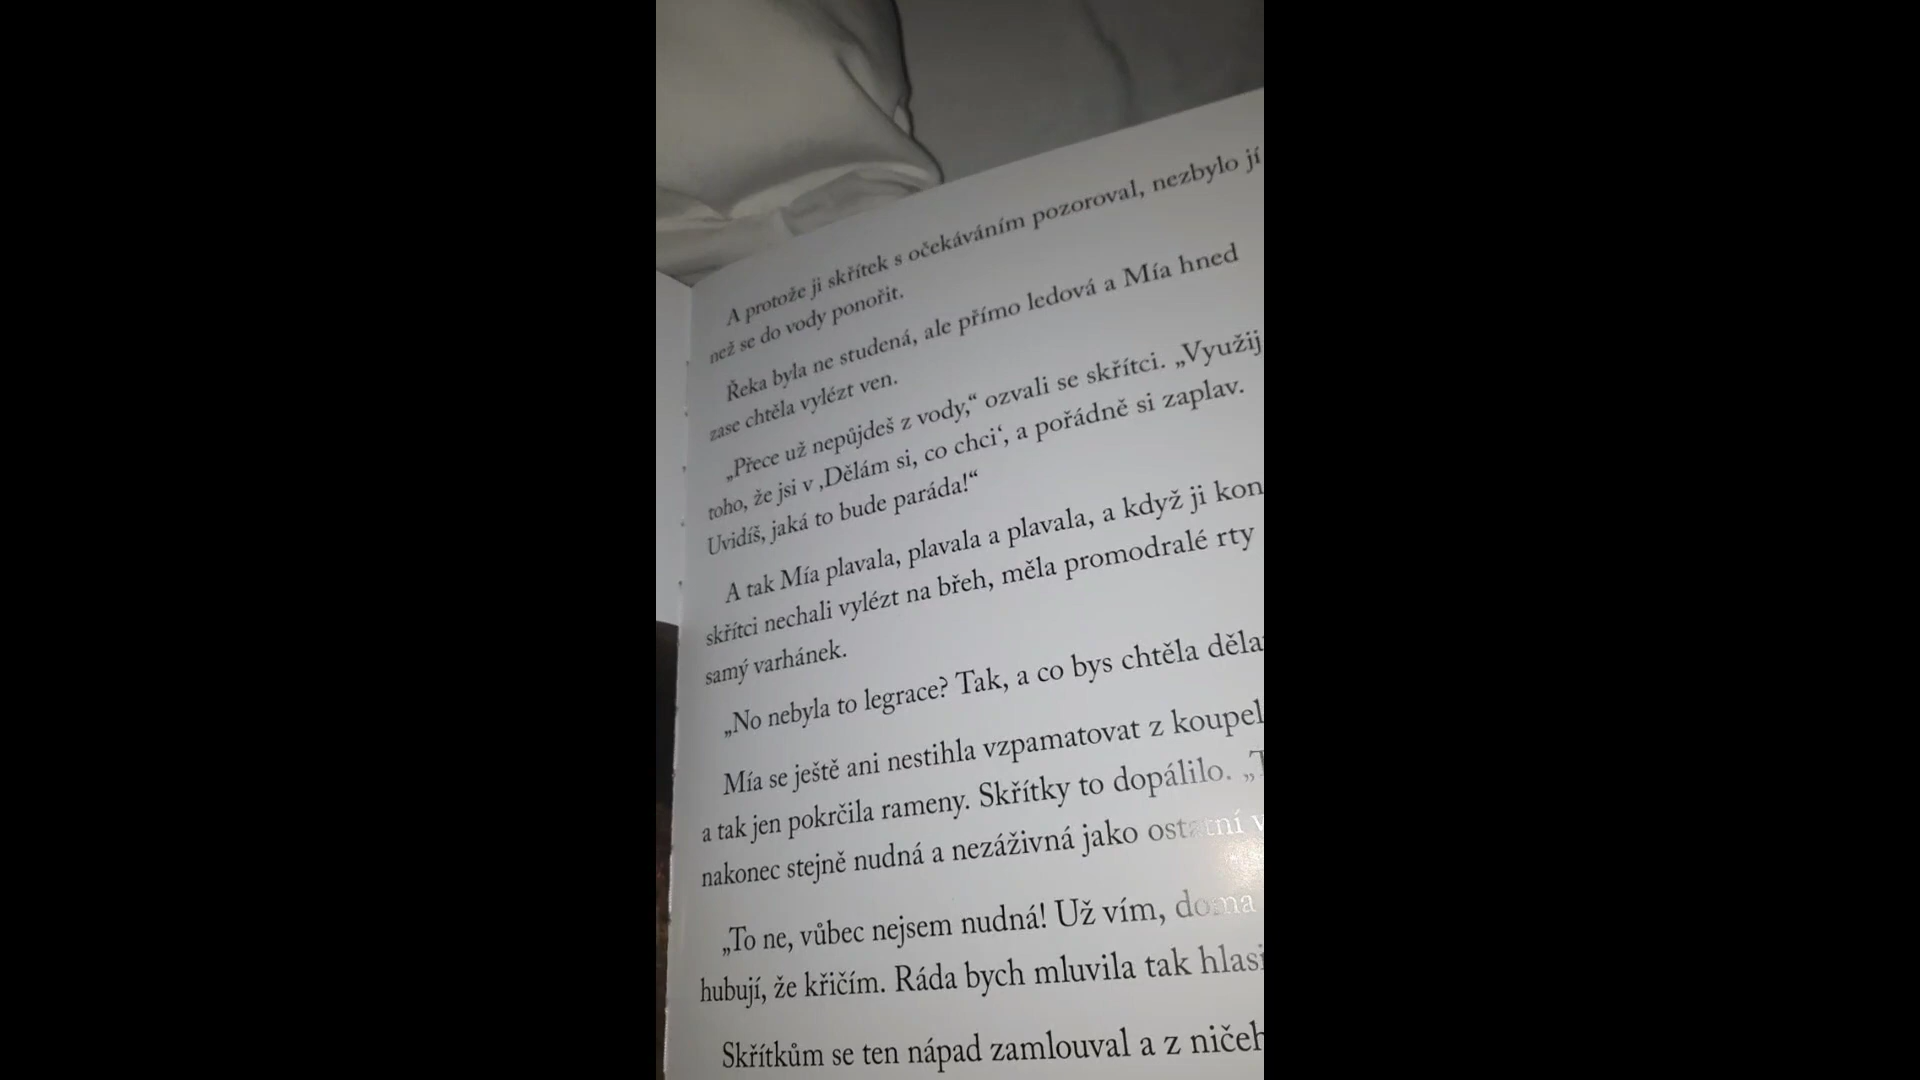 A protože ji skřítek s očekáváním pozoroval, nezbylo jí
než se do vody ponořit.
Řeka byla ne studená, ale přímo ledová a Mía hned
zase chtěla vylézt ven.
„Přece už nepůjdeš z vody,“ ozvali se skřítci. „Využij
toho, že jsi v ‚Dělám si, co chci‘, a pořádně si zaplav.
Uvidíš, jaká to bude paráda!“
A tak Mía plavala, plavala a plavala, a když ji kon
skřítci nechali vylézt na břeh, měla promodralé rty
samý varhánek.
„No nebyla to legrace? Tak, a co bys chtěla děla
Mía se ještě ani nestihla vzpamatovat z koupel
a tak jen pokrčila rameny. Skřítky to dopálilo. „T
nakonec stejně nudná a nezáživná jako ostatní v
„To ne, vůbec nejsem nudná! Už vím, doma
hubují, že křičím. Ráda bych mluvila tak hlasi
Skřítkům se ten nápad zamlouval a z ničeh